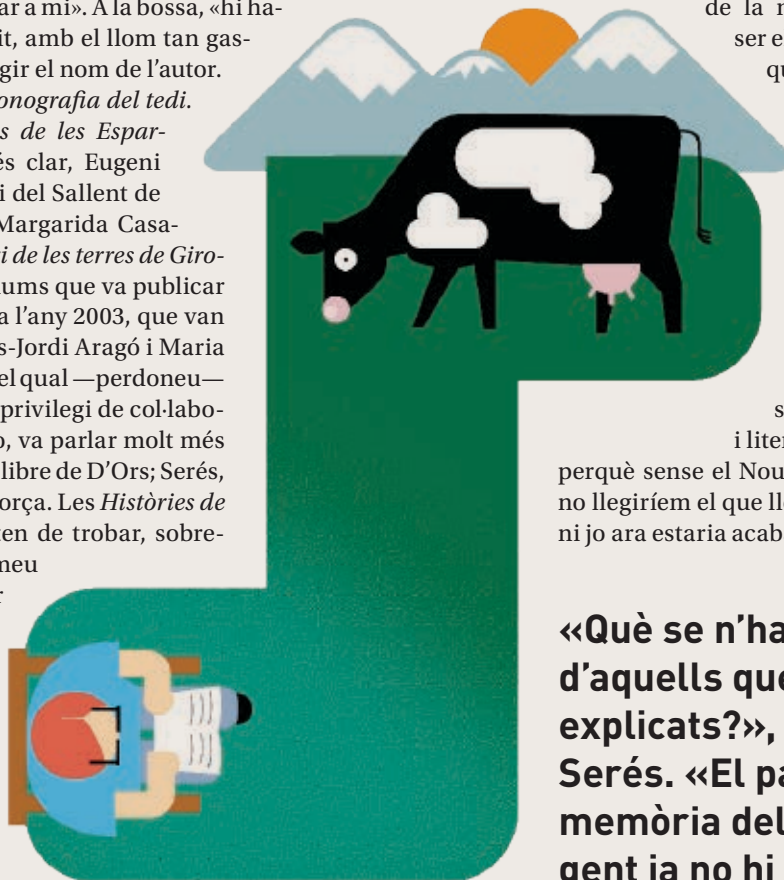 ar a mi». A la bossa, «hi ha-
it, amb el llom tan gas-
gir el nom de l'autor.
onografia del tedi.
s de les Espar-
és clar, Eugeni
i del Sallent de
Margarida Casa-
i de les terres de Giro-
ums que va publicar
a l'any 2003, que van
s-Jordi Aragó i Maria
el qual —perdoneu—
privilegi de col·labo-
o, va parlar molt més
libre de D'Ors; Serés,
orça. Les Històries de
en de trobar, sobre-
neu
r
de la
ser e
qu
s
i liter
perquè sense el Nou
no llegiríem el que lle
ni jo ara estaria acab
«Què se n'ha
d'aquells que
explicats?»,
Serés. «El pa
memòria del
gent ja no hi